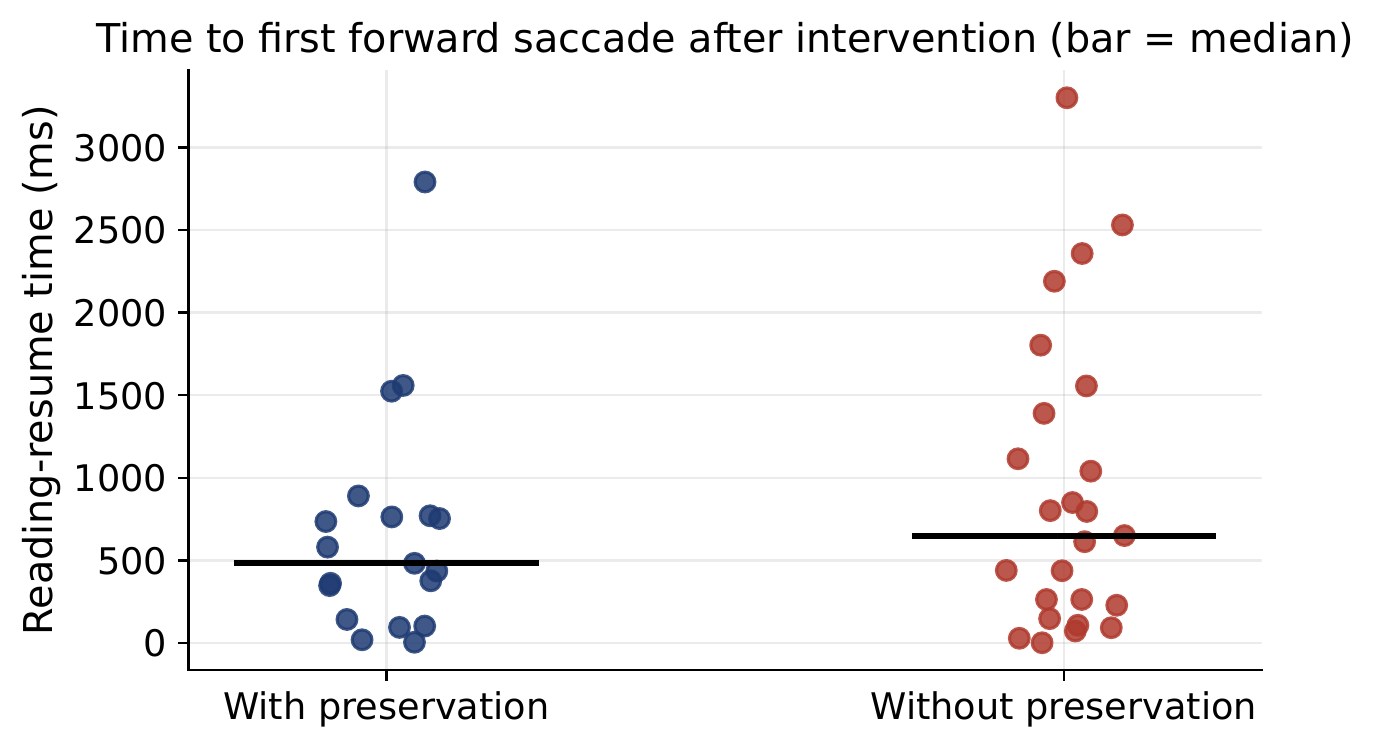 Time to first forward saccade after intervention (bar = median)
Reading-resume time (ms)
3000
2500
2000
1500
1000
500
0
With preservation
Without preservation